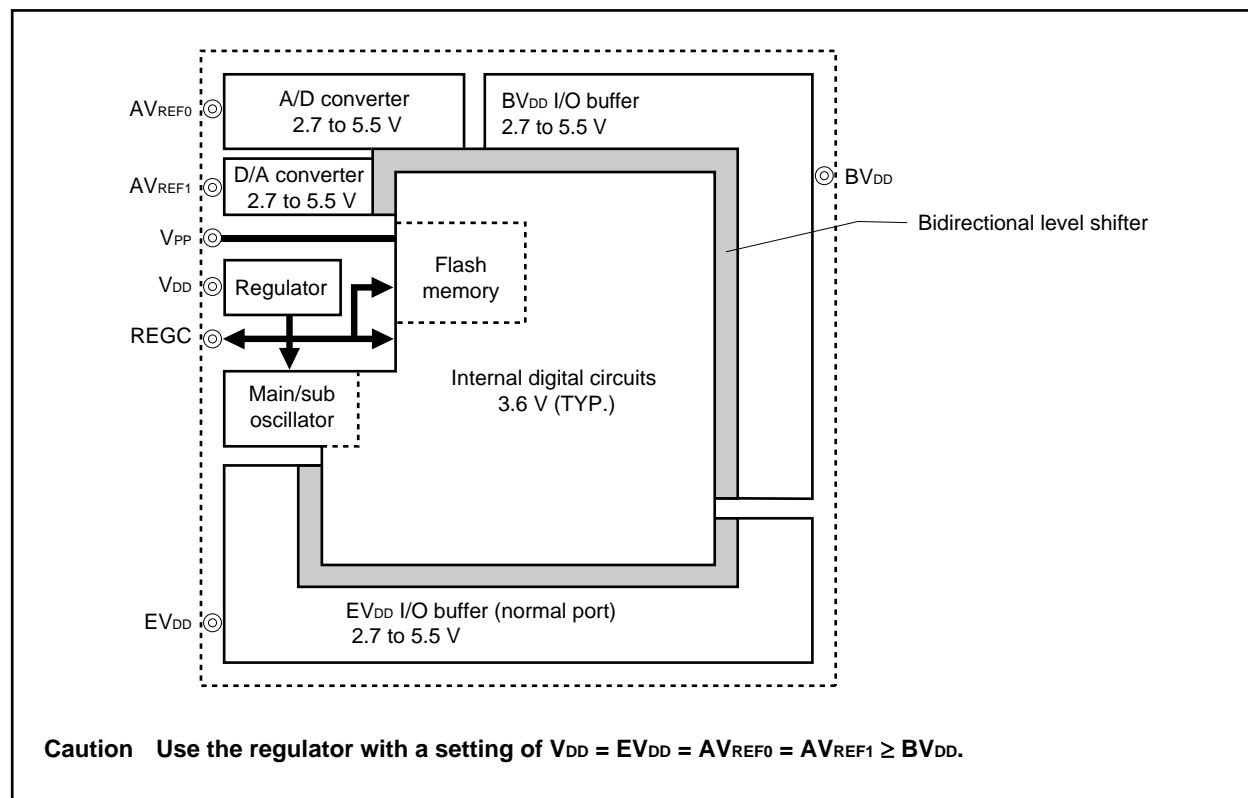 AVREF0
A/D converter
2.7 to 5.5 V
BVDD I/O buffer
2.7 to 5.5 V
AVREF1
D/A converter
2.7 to 5.5 V
BVDD
Bidirectional level shifter
VPP
Flash
memory
VDD
Regulator
REGC
Internal digital circuits
3.6 V (TYP.)
Main/sub
oscillator
EVDD
EVDD I/O buffer (normal port)
2.7 to 5.5 V
Caution Use the regulator with a setting of VDD = EVDD = AVREF0 = AVREF1 ≥ BVDD.